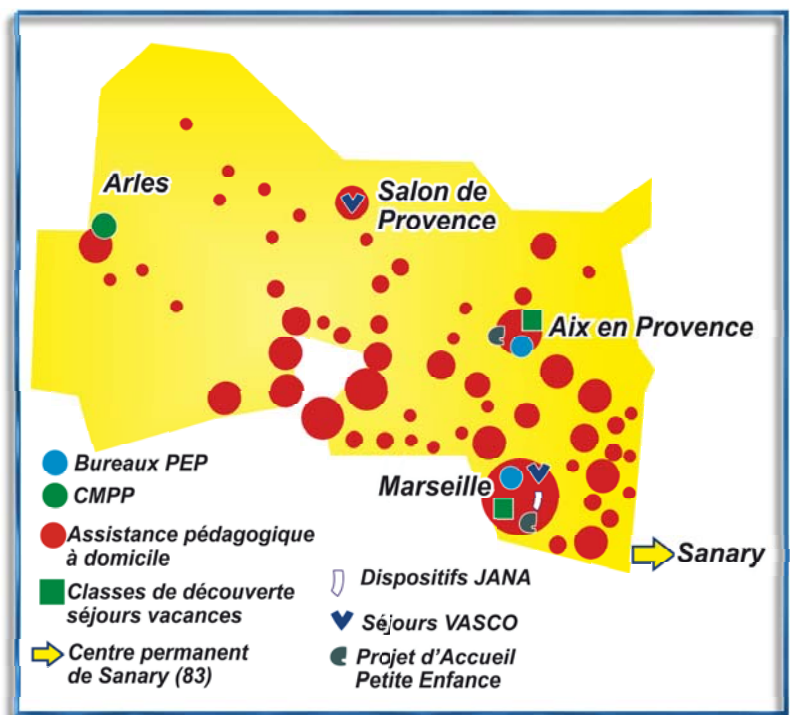 Arles
Salon de
Provence
Aix en Provence
Marseille
Sanary
Bureaux PEP
CMPP
Assistance pédagogique
à domicile
Classes de découverte
séjours vacances
Centre permanent
de Sanary (83)
Dispositifs JANA
Séjours VASCO
Projet d'Accueil
Petite Enfance